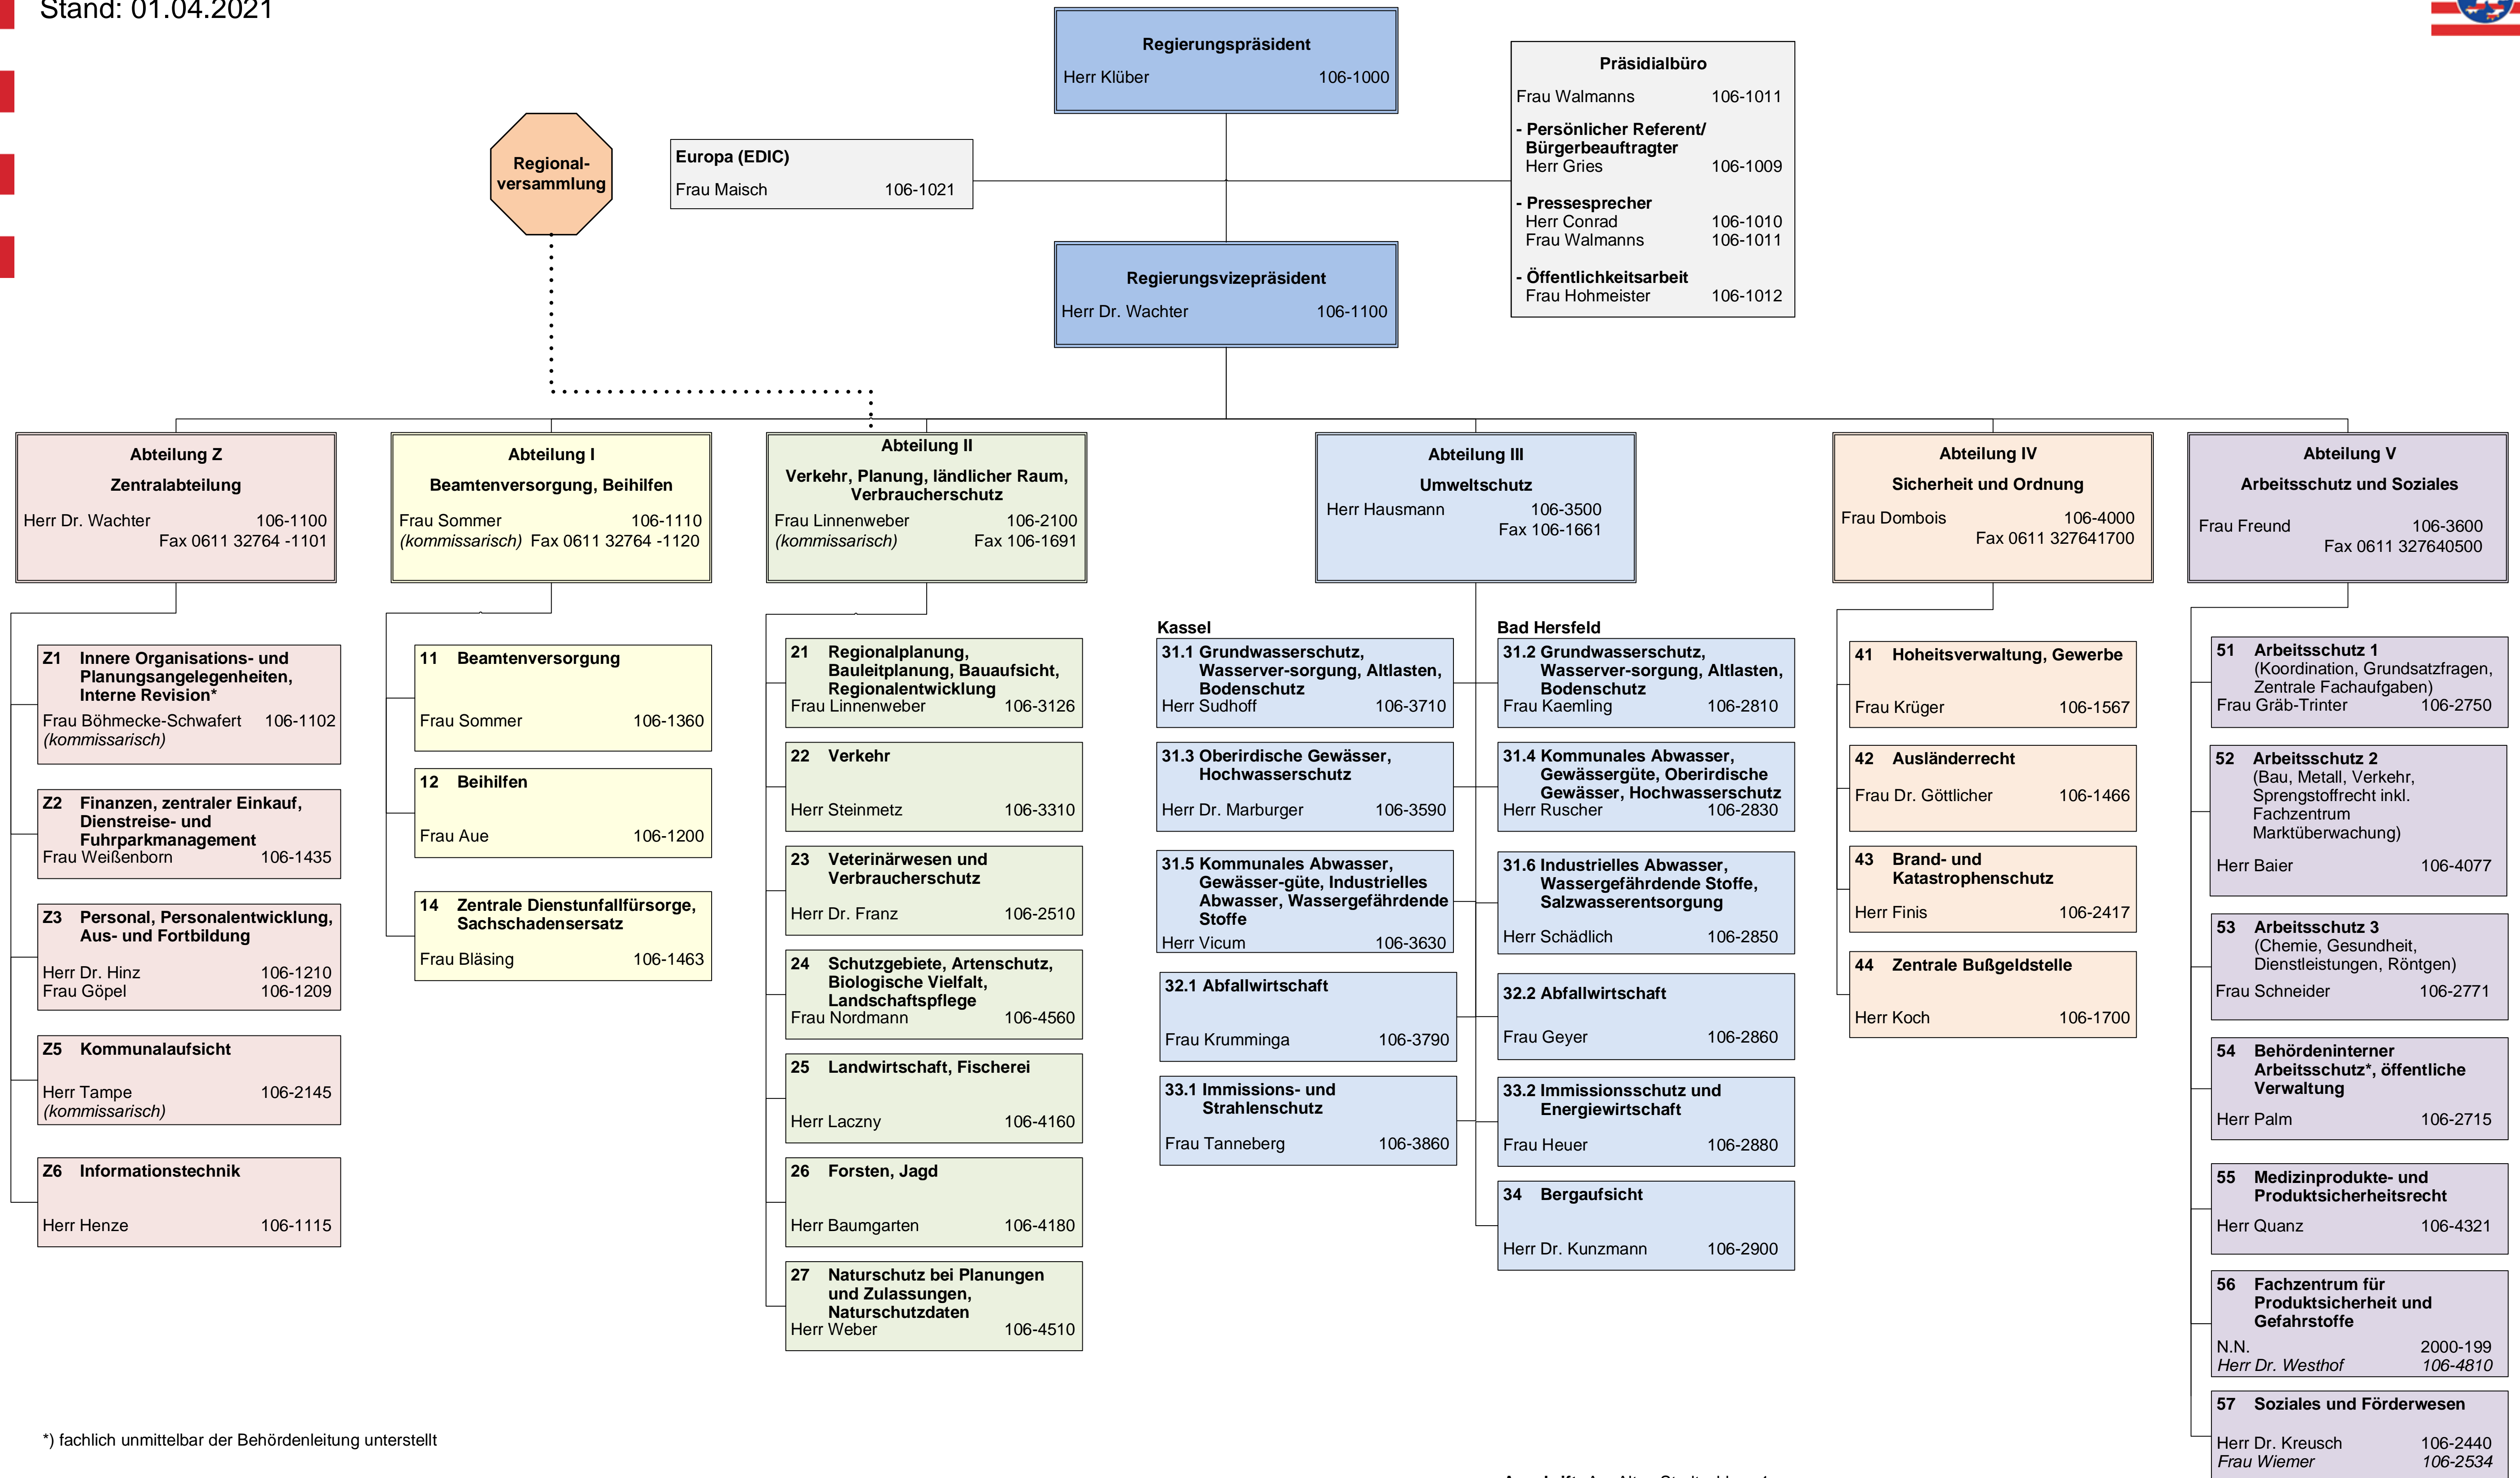 Stand: 01.04.2021
Regierungspräsident
Herr Klüber 106-1000
Präsidialbüro
Frau Walmanns 106-1011
- Persönlicher Referent/
Bürgerbeauftragter
Herr Gries 106-1009
- Pressesprecher
Herr Conrad 106-1010
Frau Walmanns 106-1011
- Öffentlichkeitsarbeit
Frau Hohmeister 106-1012
Regional-
versammlung
Europa (EDIC)
Frau Maisch 106-1021
Regierungsvizepräsident
Herr Dr. Wachter 106-1100
Abteilung Z
Zentralabteilung
Herr Dr. Wachter 106-1100
Fax 0611 32764 -1101
Abteilung I
Beamtenversorgung, Beihilfen
Frau Sommer 106-1110
(kommissarisch) Fax 0611 32764 -1120
Abteilung II
Verkehr, Planung, ländlicher Raum,
Verbraucherschutz
Frau Linnenweber 106-2100
(kommissarisch) Fax 106-1691
Abteilung III
Umweltschutz
Herr Hausmann 106-3500
Fax 106-1661
Abteilung IV
Sicherheit und Ordnung
Frau Dombois 106-4000
Fax 0611 327641700
Abteilung V
Arbeitsschutz und Soziales
Frau Freund 106-3600
Fax 0611 327640500
Z1 Innere Organisations- und
Planungsangelegenheiten,
Interne Revision*
Frau Böhmecke-Schwafert 106-1102
(kommissarisch)
Z2 Finanzen, zentraler Einkauf,
Dienstreise- und
Fuhrparkmanagement
Frau Weißenborn 106-1435
Z3 Personal, Personalentwicklung,
Aus- und Fortbildung
Herr Dr. Hinz 106-1210
Frau Göpel 106-1209
Z5 Kommunalaufsicht
Herr Tampe 106-2145
(kommissarisch)
Z6 Informationstechnik
Herr Henze 106-1115
11 Beamtenversorgung
Frau Sommer 106-1360
12 Beihilfen
Frau Aue 106-1200
14 Zentrale Dienstunfallfürsorge,
Sachschadensersatz
Frau Bläsing 106-1463
21 Regionalplanung,
Bauleitplanung, Bauaufsicht,
Regionalentwicklung
Frau Linnenweber 106-3126
22 Verkehr
Herr Steinmetz 106-3310
23 Veterinärwesen und
Verbraucherschutz
Herr Dr. Franz 106-2510
24 Schutzgebiete, Artenschutz,
Biologische Vielfalt,
Landschaftspflege
Frau Nordmann 106-4560
25 Landwirtschaft, Fischerei
Herr Laczny 106-4160
26 Forsten, Jagd
Herr Baumgarten 106-4180
27 Naturschutz bei Planungen
und Zulassungen,
Naturschutzdaten
Herr Weber 106-4510
Kassel
31.1 Grundwasserschutz,
Wasserver-sorgung, Altlasten,
Bodenschutz
Herr Sudhoff 106-3710
31.3 Oberirdische Gewässer,
Hochwasserschutz
Herr Dr. Marburger 106-3590
31.5 Kommunales Abwasser,
Gewässer-güte, Industrielles
Abwasser, Wassergefährdende
Stoffe
Herr Vicum 106-3630
32.1 Abfallwirtschaft
Frau Krumminga 106-3790
33.1 Immissions- und
Strahlenschutz
Frau Tanneberg 106-3860
Bad Hersfeld
31.2 Grundwasserschutz,
Wasserver-sorgung, Altlasten,
Bodenschutz
Frau Kaemling 106-2810
31.4 Kommunales Abwasser,
Gewässergüte, Oberirdische
Gewässer, Hochwasserschutz
Herr Ruscher 106-2830
31.6 Industrielles Abwasser,
Wassergefährdende Stoffe,
Salzwasserentsorgung
Herr Schädlich 106-2850
32.2 Abfallwirtschaft
Frau Geyer 106-2860
33.2 Immissionsschutz und
Energiewirtschaft
Frau Heuer 106-2880
34 Bergaufsicht
Herr Dr. Kunzmann 106-2900
41 Hoheitsverwaltung, Gewerbe
Frau Krüger 106-1567
42 Ausländerrecht
Frau Dr. Göttlicher 106-1466
43 Brand- und
Katastrophenschutz
Herr Finis 106-2417
44 Zentrale Bußgeldstelle
Herr Koch 106-1700
51 Arbeitsschutz 1
(Koordination, Grundsatzfragen,
Zentrale Fachaufgaben)
Frau Gräb-Trinter 106-2750
52 Arbeitsschutz 2
(Bau, Metall, Verkehr,
Sprengstoffrecht inkl.
Fachzentrum
Marktüberwachung)
Herr Baier 106-4077
53 Arbeitsschutz 3
(Chemie, Gesundheit,
Dienstleistungen, Röntgen)
Frau Schneider 106-2771
54 Behördeninterner
Arbeitsschutz*, öffentliche
Verwaltung
Herr Palm 106-2715
55 Medizinprodukte- und
Produktsicherheitsrecht
Herr Quanz 106-4321
56 Fachzentrum für
Produktsicherheit und
Gefahrstoffe
N.N. 2000-199
Herr Dr. Westhof 106-4810
57 Soziales und Förderwesen
Herr Dr. Kreusch 106-2440
Frau Wiemer 106-2534
*) fachlich unmittelbar der Behördenleitung unterstellt